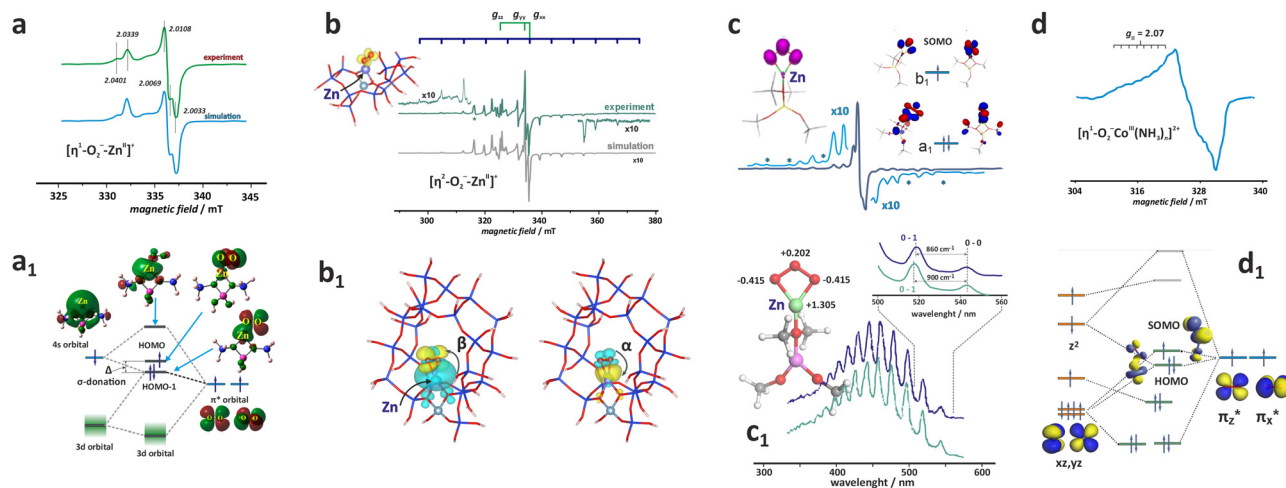 a
2.0108
2.0339
experiment
2.0401
2.0069
2.0033
simulation
[η¹-O₂⁻-Znᴵᴵ]⁺
325
330
335
340
345
magnetic field / mT
b
gzz
gyy
gxx
Zn
x10
experiment
x10
*
simulation
x10
[η²-O₂⁻-Znᴵᴵ]⁺
300
320
340
360
380
magnetic field / mT
c
Zn
SOMO
b₁
x10
a₁
* * * *
x10
* *
magnetic field / mT
d
gıı = 2.07
[η¹-O₂⁻Coᴵᴵᴵ(NH₃)ₙ]²⁺
304
316
328
340
magnetic field / mT
a₁
Zn
O O
Zn
Zn
O O
4s orbital
HOMO
Δ
σ-donation
HOMO-1
π* orbital
O O
O O
3d orbital
3d orbital
b₁
β
Zn
α
+0.202
-0.415
-0.415
Zn
+1.305
0 - 1
860 cm⁻¹
0 - 0
900 cm⁻¹
0 - 1
500
520
540
560
wavelenght / nm
c₁
300
400
500
600
wavelenght / nm
d₁
z²
SOMO
HOMO
xz,yz
πz*
πx*